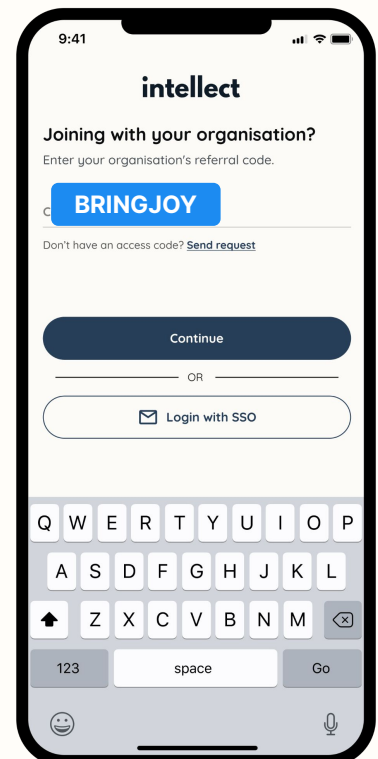 9:41
intellect
Joining with your organisation?
Enter your organisation's referral code.
BRINGJOY
Don't have an access code? Send request
Continue
OR
Login with SSO
Q W E R T Y U I O P
A S D F G H J K L
Z X C V B N M
123 space Go